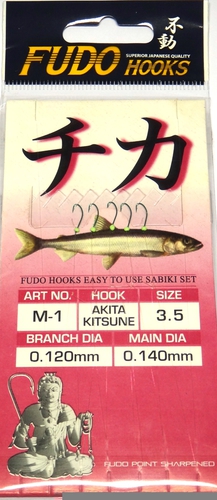 不動
FUDO HOOKS
SUPERIOR JAPANESE QUALITY
チカ
FUDO HOOKS EASY TO USE SABIKI SET
ART NO. HOOK SIZE
M-1 AKITA KITSUNE 3.5
BRANCH DIA MAIN DIA
0.120mm 0.140mm
FUDO POINT SHARPENED